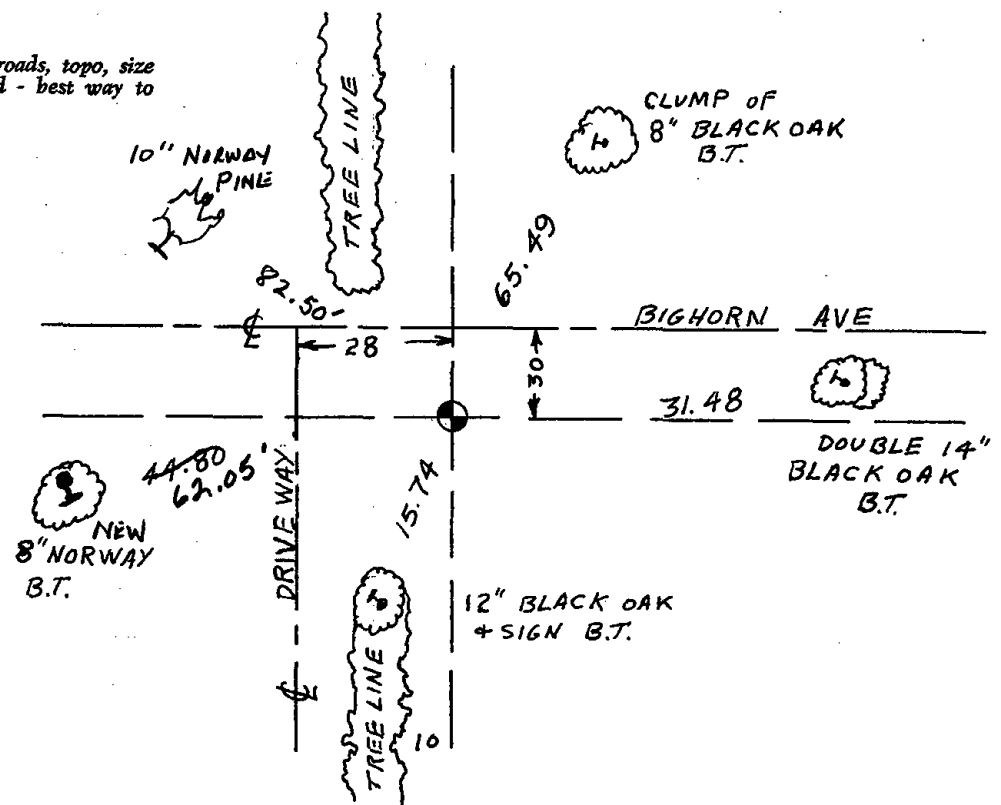 roads, topo, size
d - best way to
CLUMP OF
8" BLACK OAK
B.T.
10" NORWAY
PINE
TREE LINE
65.49
82.50'
BIGHORN AVE
℄
28
30
31.48
DOUBLE 14"
BLACK OAK
B.T.
44.80
62.05'
15.74
NEW
8" NORWAY
B.T.
DRIVEWAY
12" BLACK OAK
& SIGN B.T.
℄
TREE LINE
10